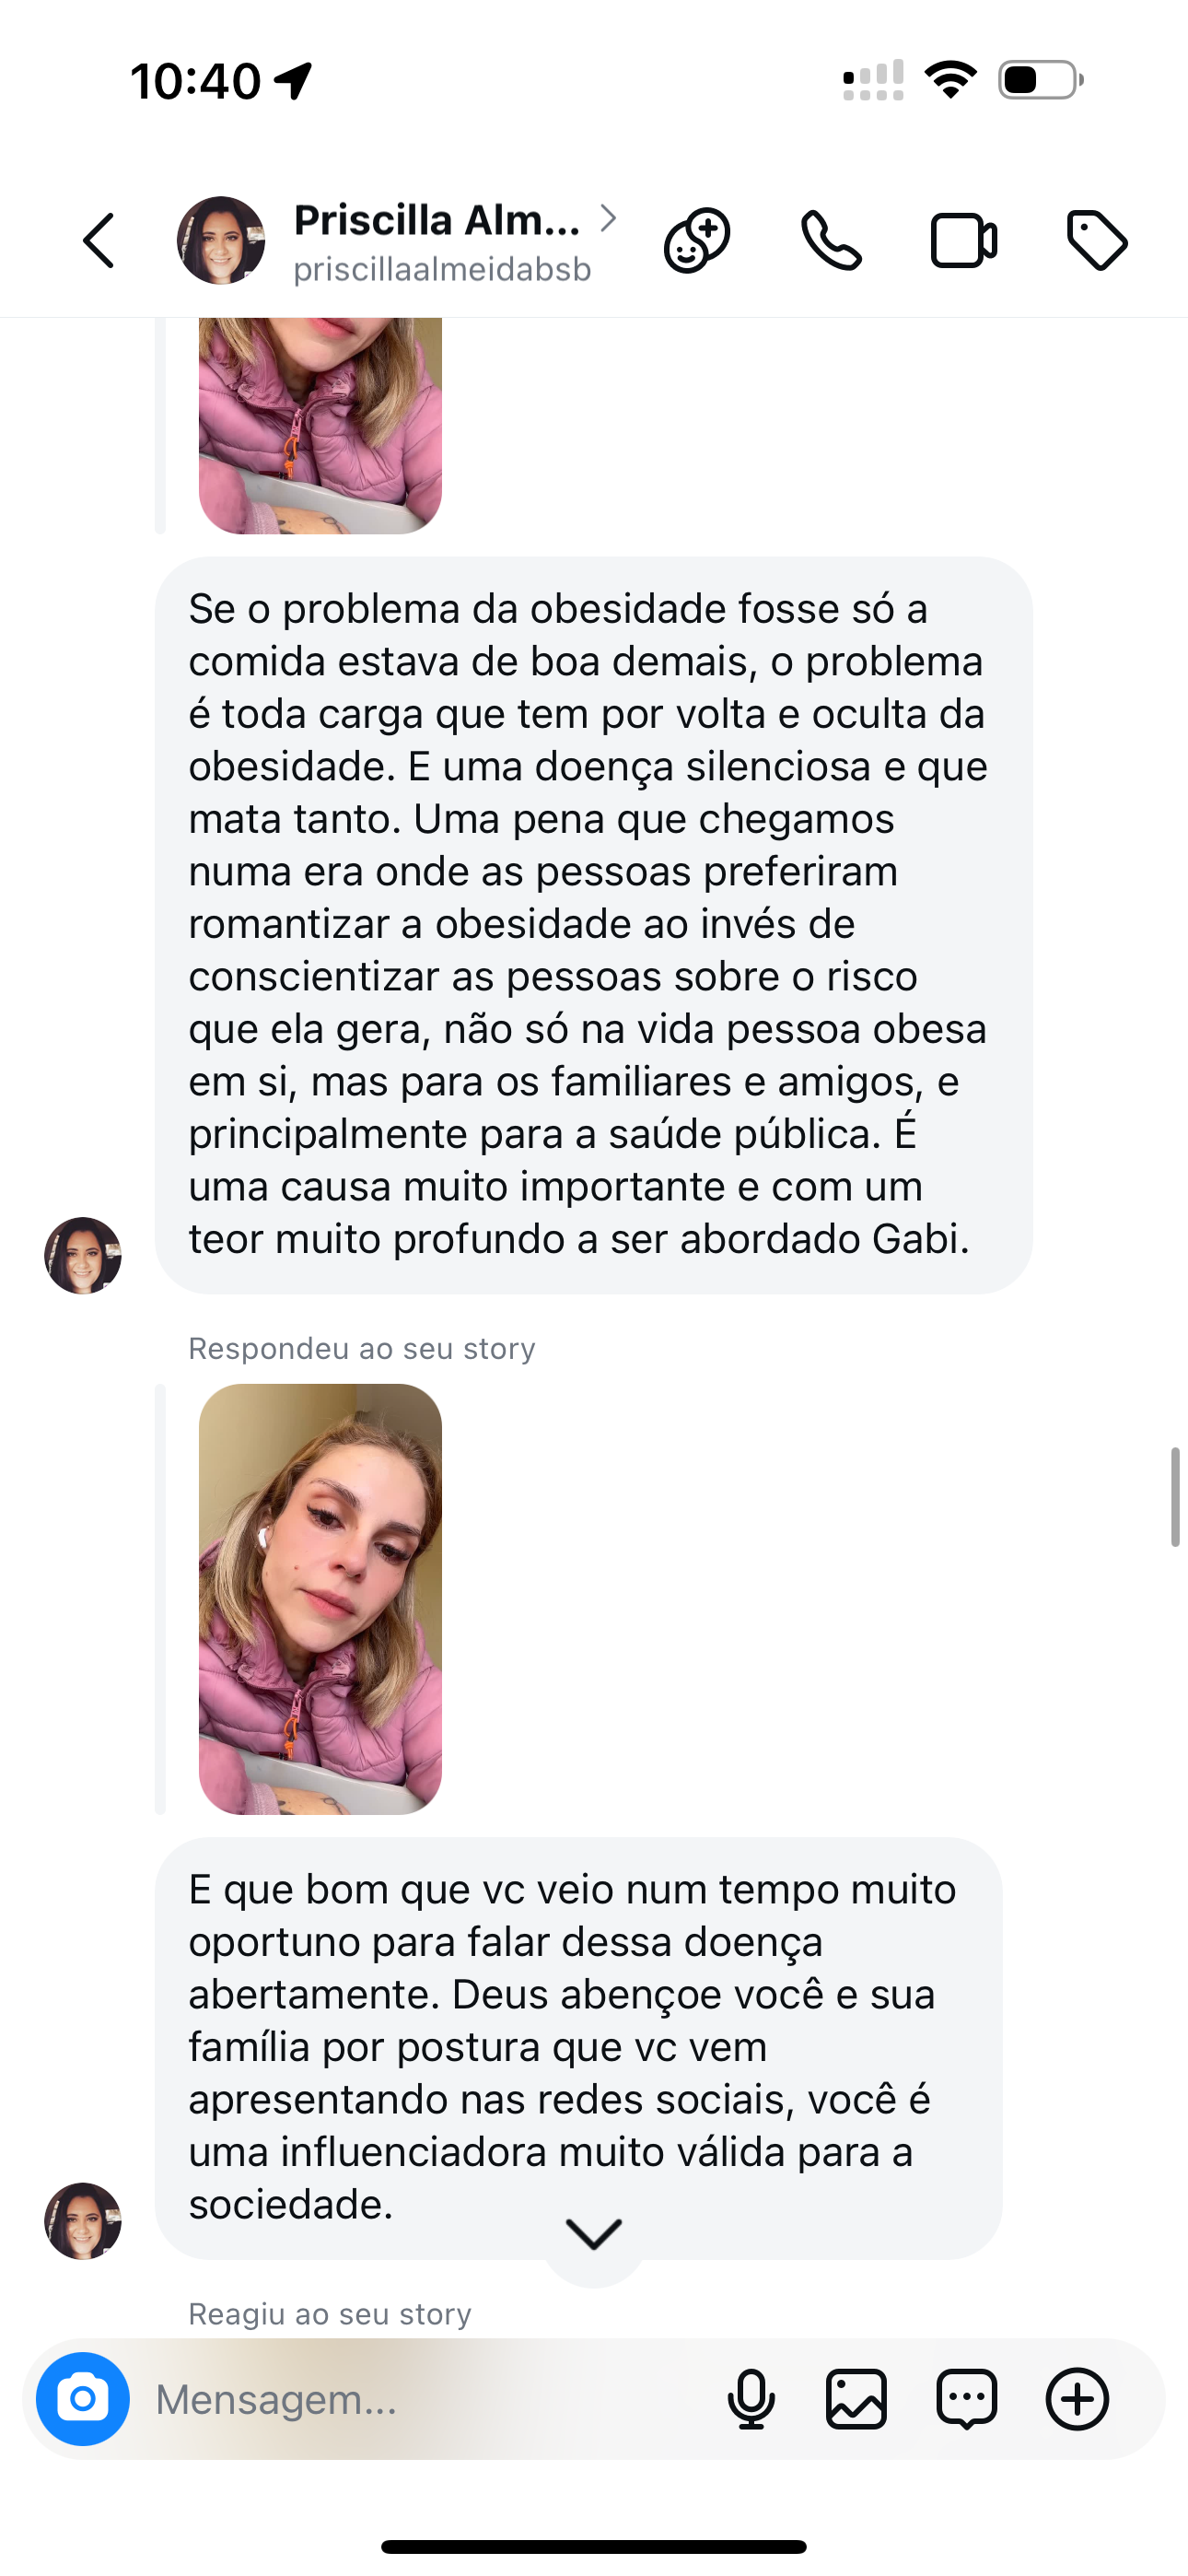 10:40
Priscilla Alm...
priscillaalmeidabsb
Se o problema da obesidade fosse só a
comida estava de boa demais, o problema
é toda carga que tem por volta e oculta da
obesidade. E uma doença silenciosa e que
mata tanto. Uma pena que chegamos
numa era onde as pessoas preferiram
romantizar a obesidade ao invés de
conscientizar as pessoas sobre o risco
que ela gera, não só na vida pessoa obesa
em si, mas para os familiares e amigos, e
principalmente para a saúde pública. É
uma causa muito importante e com um
teor muito profundo a ser abordado Gabi.
Respondeu ao seu story
E que bom que vc veio num tempo muito
oportuno para falar dessa doença
abertamente. Deus abençoe você e sua
família por postura que vc vem
apresentando nas redes sociais, você é
uma influenciadora muito válida para a
sociedade.
Reagiu ao seu story
Mensagem...